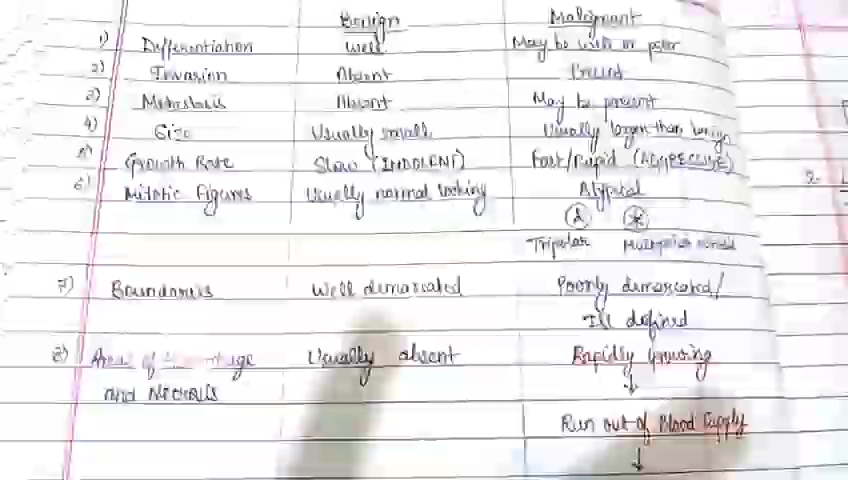 Benign Malignant
1) Differentiation Well May be well or poor
2) Invasion Absent Present
3) Metastasis Absent May be present
4) Size Usually small Usually larger than benign
5) Growth Rate Slow (INDOLENT) Fast/Rapid (AGGRESSIVE)
6) Mitotic Figures Usually normal looking Atypical
Tripolar
7) Boundaries Well demarcated Poorly demarcated/
Ill defined
8) Areas of Usually absent Rapidly Growing
and Necrosis ↓
Run out of Blood Supply
↓
2.